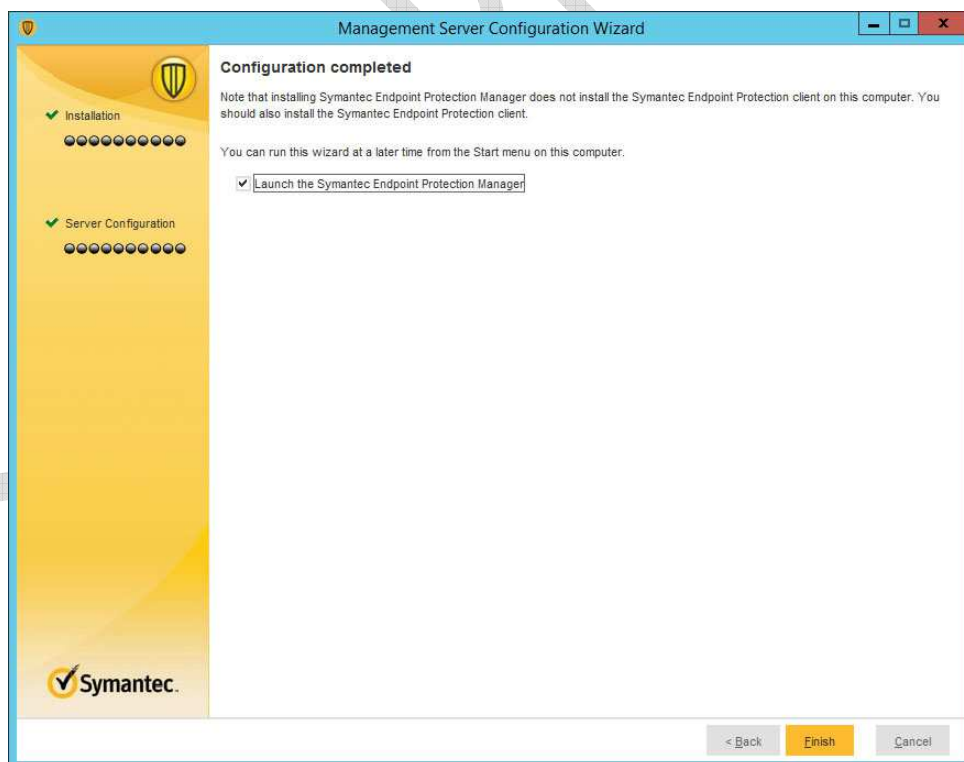 Management Server Configuration Wizard
Configuration completed
Note that installing Symantec Endpoint Protection Manager does not install the Symantec Endpoint Protection client on this computer. You
should also install the Symantec Endpoint Protection client.
You can run this wizard at a later time from the Start menu on this computer.
Launch the Symantec Endpoint Protection Manager
Installation
Server Configuration
Symantec.
< Back
Finish
Cancel